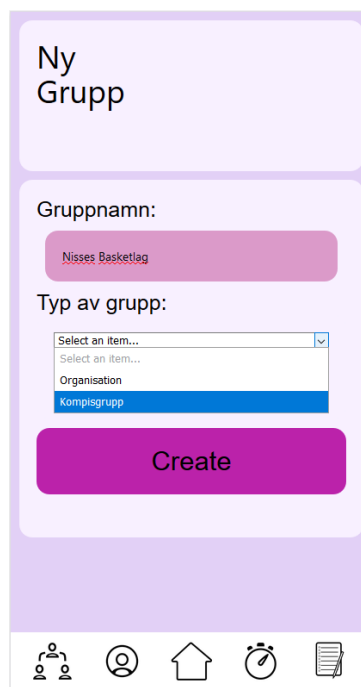 Ny
Grupp
Gruppnamn:
Nisses Basketlag
Typ av grupp:
Select an item...
Select an item...
Organisation
Kompisgrupp
Create